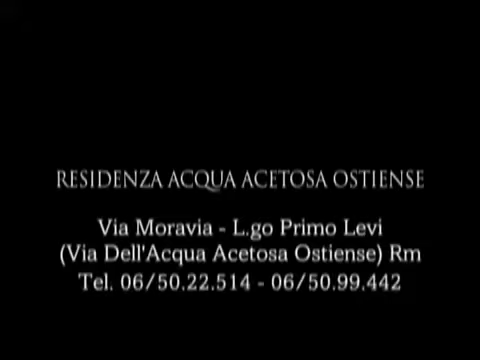 RESIDENZA ACQUA ACETOSA OSTIENSE
Via Moravia - L.go Primo Levi
(Via Dell'Acqua Acetosa Ostiense) Rm
Tel. 06/50.22.514 - 06/50.99.442